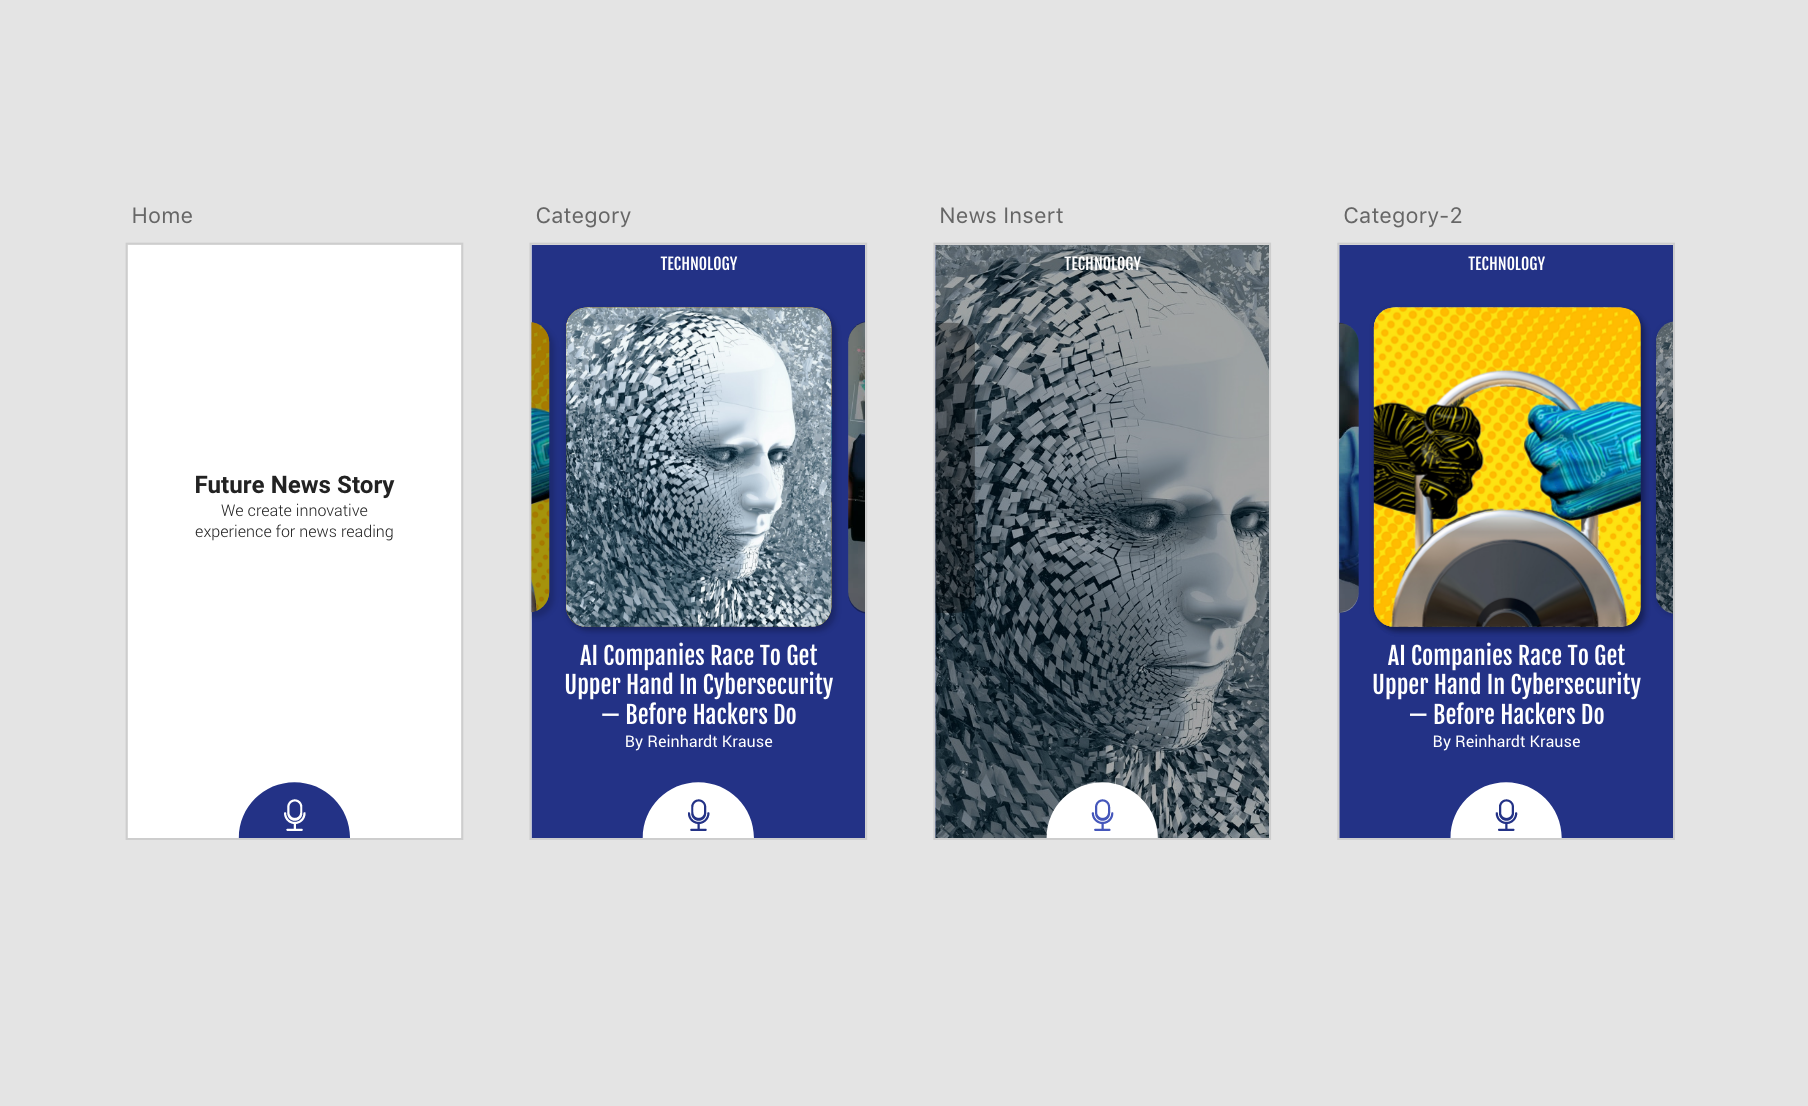 Home
Future News Story
We create innovative
experience for news reading
Category
TECHNOLOGY
AI Companies Race To Get
Upper Hand In Cybersecurity
— Before Hackers Do
By Reinhardt Krause
News Insert
TECHNOLOGY
Category-2
TECHNOLOGY
AI Companies Race To Get
Upper Hand In Cybersecurity
— Before Hackers Do
By Reinhardt Krause